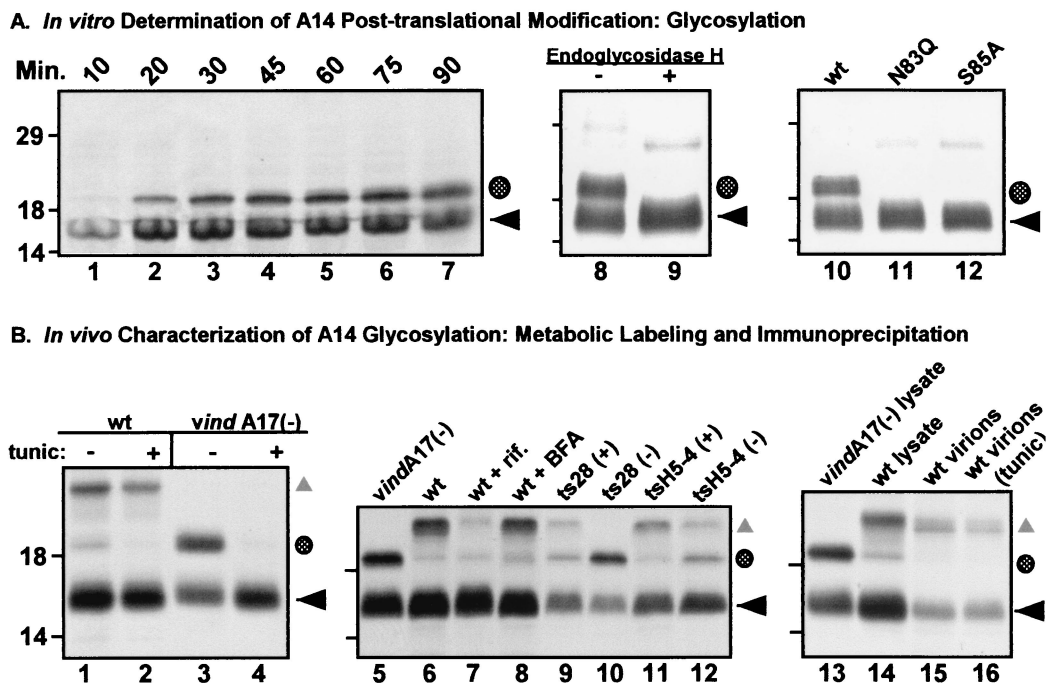 A. In vitro Determination of A14 Post-translational Modification: Glycosylation
Min. 10 20 30 45 60 75 90
Endoglycosidase H
- +
wt N83Q S85A
29
18
14
1 2 3 4 5 6 7
8 9
10 11 12
B. In vivo Characterization of A14 Glycosylation: Metabolic Labeling and Immunoprecipitation
wt vind A17(-)
tunic: - + - +
vindA17(-) wt wt + rif. wt + BFA ts28 (+) ts28 (-) tsH5-4 (+) tsH5-4 (-)
vindA17(-) lysate wt lysate wt virions wt virions (tunic)
18
14
1 2 3 4
5 6 7 8 9 10 11 12
13 14 15 16